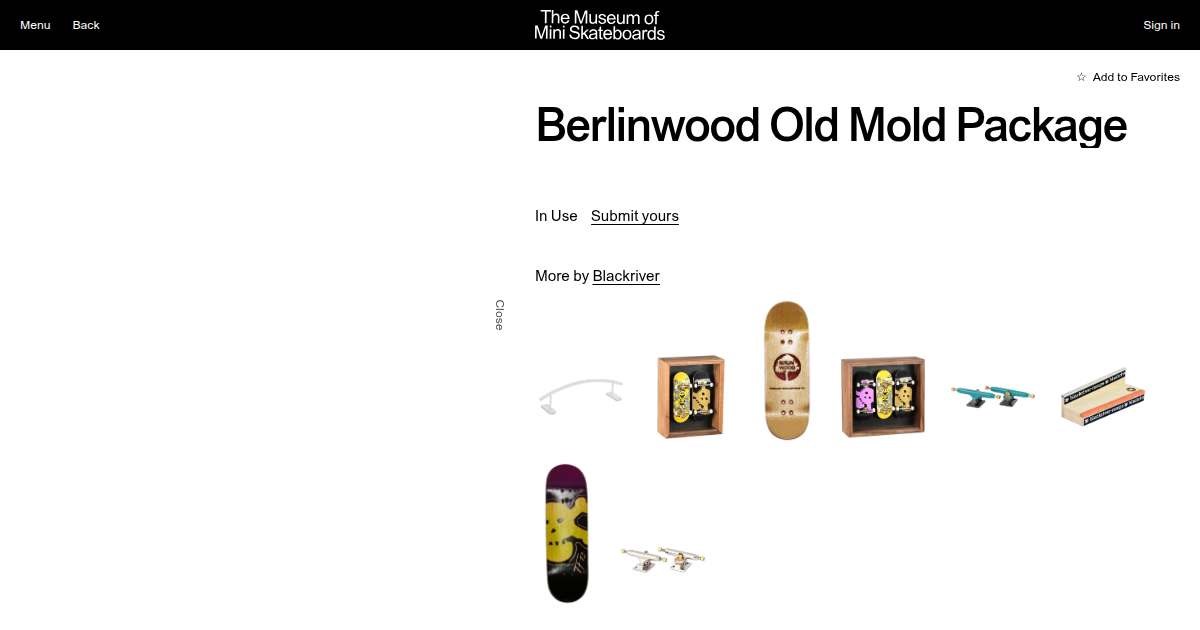 Menu
Back
The Museum of
Mini Skateboards
Sign in
☆ Add to Favorites
Berlinwood Old Mold Package
In Use
Submit yours
More by Blackriver
Close